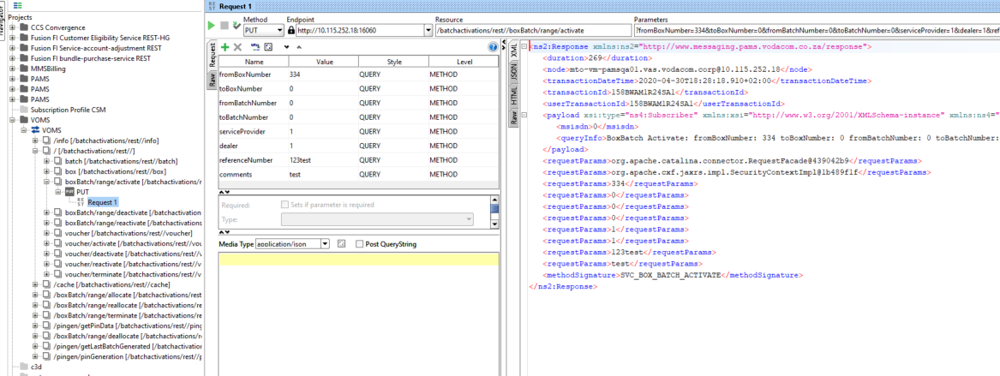 Navigator
Projects
CCS Convergence
Fusion FI Customer Eligibility Service REST-HG
Fusion FI Service-account-adjustment REST
Fusion FI bundle-purchase-service REST
MMSBilling
PAMS
PAMS
PAMS
Subscription Profile CSM
VOMS
VOMS
/info [/batchactivations/rest//info]
/ [/batchactivations/rest//]
batch [/batchactivations/rest//batch]
box [/batchactivations/rest//box]
boxBatch/range/activate [/batchactivations/r
PUT
REST Request 1
boxBatch/range/deactivate [/batchactivations
boxBatch/range/reactivate [/batchactivations
voucher [/batchactivations/rest//voucher]
voucher/activate [/batchactivations/rest//vou
voucher/deactivate [/batchactivations/rest//v
voucher/reactivate [/batchactivations/rest//v
voucher/terminate [/batchactivations/rest//v
/cache [/batchactivations/rest//cache]
/boxBatch/range/allocate [/batchactivations/rest
/boxBatch/range/reallocate [/batchactivations/re
/boxBatch/range/terminate [/batchactivations/re
/pingen/getPinData [/batchactivations/rest//ping
/boxBatch/range/deallocate [/batchactivations/re
/pingen/getLastBatchGenerated [/batchactivations
/pingen/pinGeneration [/batchactivations/rest//p
c3d
REST Request 1
Method Endpoint Resource Parameters
PUT http://10.115.252.18:16060 /batchactivations/rest//boxBatch/range/activate ?fromBoxNumber=334&toBoxNumber=0&fromBatchNumber=0&toBatchNumber=0&serviceProvider=1&dealer=1&ref
Request
Raw
Name Value Style Level
fromBoxNumber 334 QUERY METHOD
toBoxNumber 0 QUERY METHOD
fromBatchNumber 0 QUERY METHOD
toBatchNumber 0 QUERY METHOD
serviceProvider 1 QUERY METHOD
dealer 1 QUERY METHOD
referenceNumber 123test QUERY METHOD
comments test QUERY METHOD
Required: Sets if parameter is required
Type:
Media Type application/json Post QueryString
XML
JSON
HTML
Raw
<ns2:Response xmlns:ns2="http://www.messaging.pams.vodacom.co.za/response">
<duration>269</duration>
<node>mto-vm-pamsqa01.vas.vodacom.corp@10.115.252.18</node>
<transactionDate>2020-04-30T18:28:18.910+02:00</transactionDate>
<transactionId>158BWAM1R24SA1</transactionId>
<userTransactionId>158BWAM1R24SA1</userTransactionId>
<payload xsi:type="ns4:Subscriber" xmlns:xsi="http://www.w3.org/2001/XMLSchema-instance" xmlns:ns4="
<msisdn>0</msisdn>
<queryInfo>BoxBatch Activate: fromBoxNumber: 334 toBoxNumber: 0 fromBatchNumber: 0 toBatchNumber:
</payload>
<requestParams>org.apache.catalina.connector.RequestFacade@439042b9</requestParams>
<requestParams>org.apache.cxf.jaxrs.impl.SecurityContextImpl@1b489f1f</requestParams>
<requestParams>334</requestParams>
<requestParams>0</requestParams>
<requestParams>0</requestParams>
<requestParams>0</requestParams>
<requestParams>1</requestParams>
<requestParams>1</requestParams>
<requestParams>123test</requestParams>
<requestParams>test</requestParams>
<methodSignature>SVC_BOX_BATCH_ACTIVATE</methodSignature>
</ns2:Response>